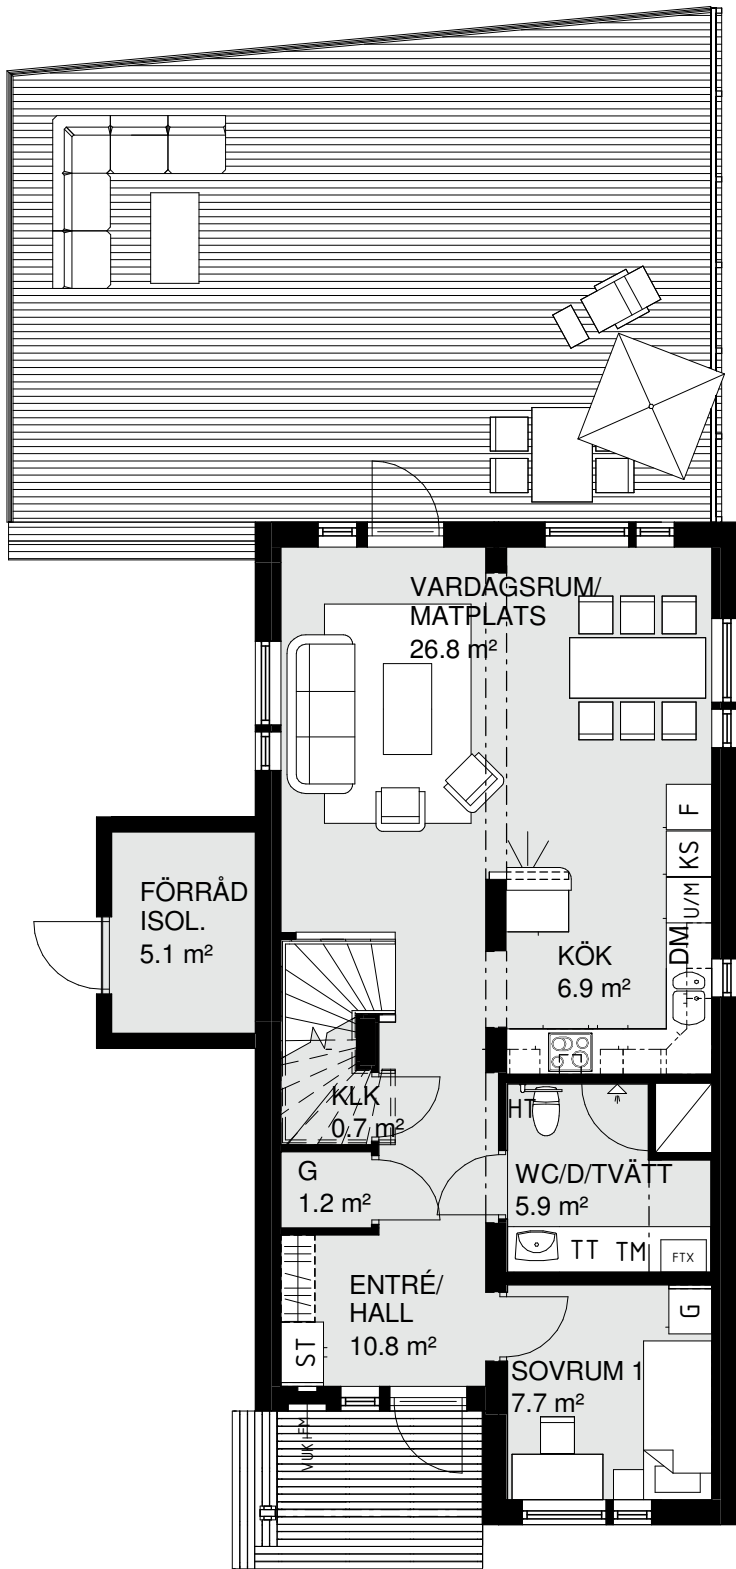 VARDAGSRUM/
MATPLATS
26.8 m²
F
KS
U/M
DM
FÖRRÅD
ISOL.
5.1 m²
KÖK
6.9 m²
KLK
0.7 m²
HT
G
1.2 m²
WC/D/TVÄTT
5.9 m²
TT
TM
FTX
ENTRÉ/
HALL
10.8 m²
G
ST
SOVRUM 1
7.7 m²
VUK
EM